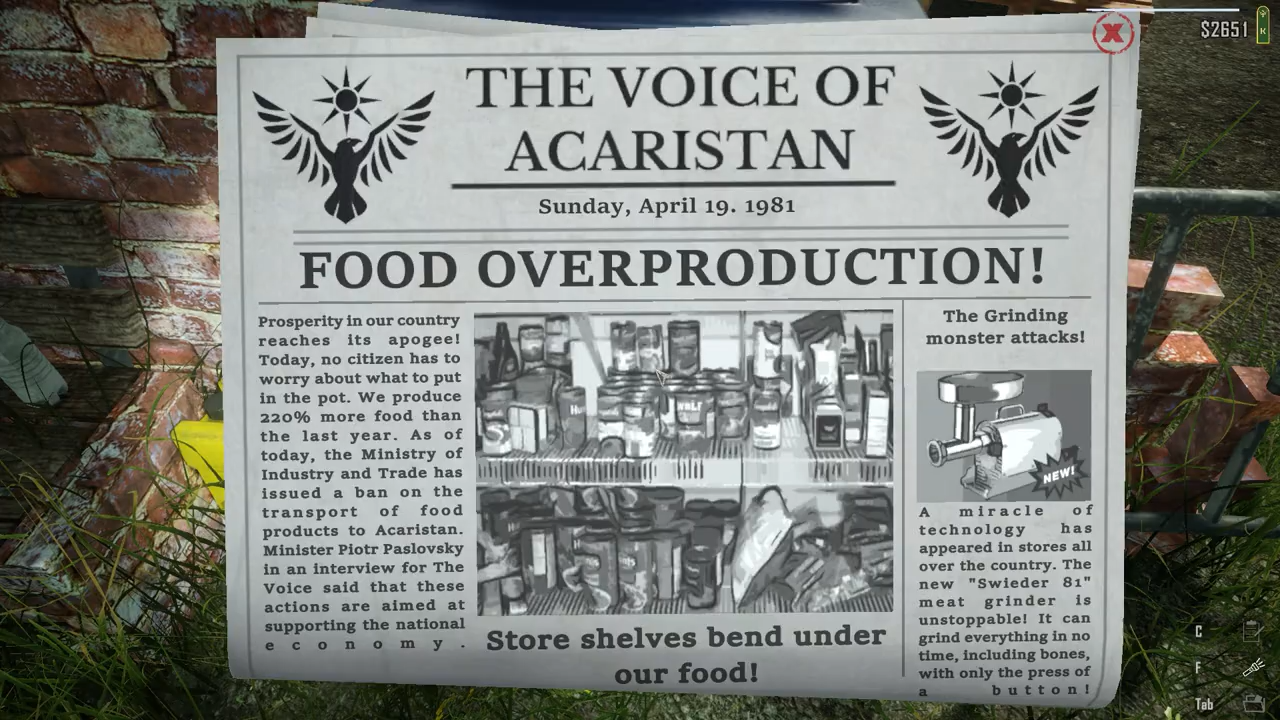 $2651
K
X
THE VOICE OF
ACARISTAN
Sunday, April 19. 1981
FOOD OVERPRODUCTION!
Prosperity in our country
reaches its apogee!
Today, no citizen has to
worry about what to put
in the pot. We produce
220% more food than
the last year. As of
today, the Ministry of
Industry and Trade has
issued a ban on the
transport of food
products to Acaristan.
Minister Piotr Paslovsky
in an interview for The
Voice said that these
actions are aimed at
supporting the national
economy.
Store shelves bend under
our food!
The Grinding
monster attacks!
NEW!
A miracle of
technology has
appeared in stores all
over the country. The
new "Swieder 81"
meat grinder is
unstoppable! It can
grind everything in no
time, including bones,
with only the press of
a button!
C
F
Tab